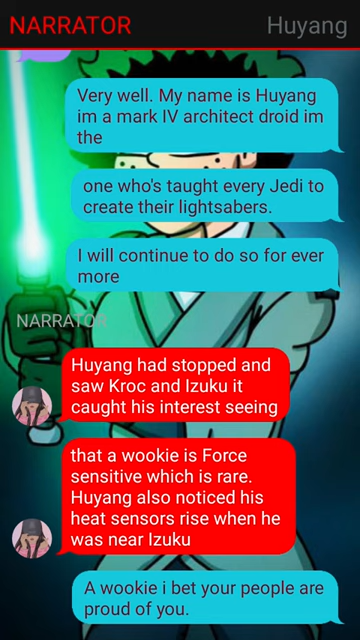 NARRATOR Huyang
Very well. My name is Huyang
im a mark IV architect droid im
the
one who's taught every Jedi to
create their lightsabers.
I will continue to do so for ever
more
NARRATOR
Huyang had stopped and
saw Kroc and Izuku it
caught his interest seeing
that a wookie is Force
sensitive which is rare.
Huyang also noticed his
heat sensors rise when he
was near Izuku
A wookie i bet your people are
proud of you.